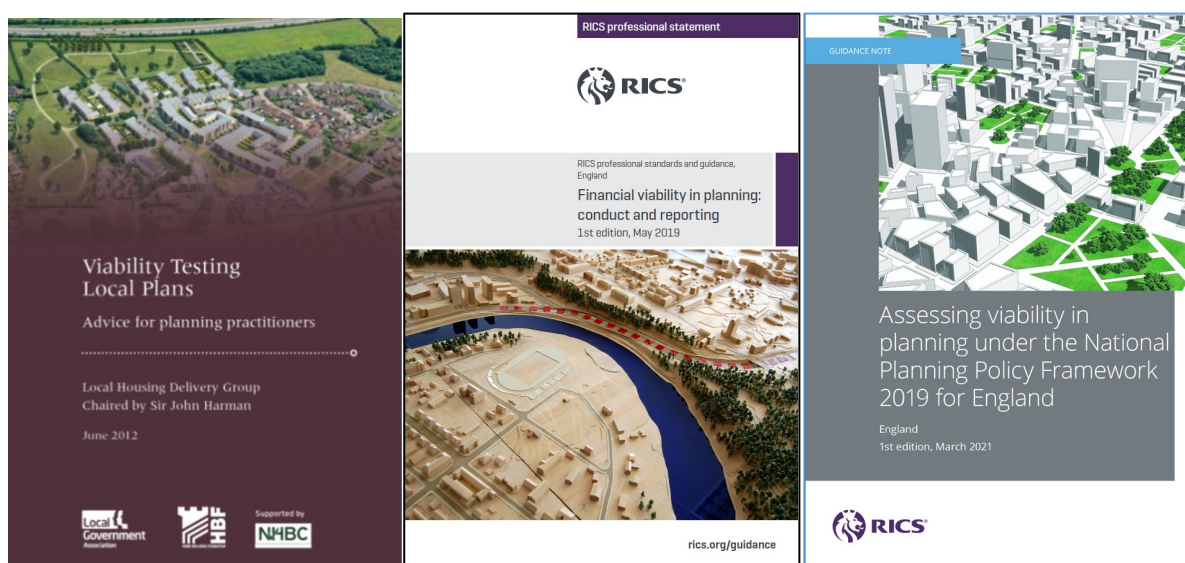 Viability Testing
Local Plans
Advice for planning practitioners
Local Housing Delivery Group
Chaired by Sir John Harman
June 2012
Local
Government
Association
HBF
HOME BUILDERS FEDERATION
Supported by
NHBC
RICS professional statement
RICS
RICS professional standards and guidance,
England
Financial viability in planning:
conduct and reporting
1st edition, May 2019
rics.org/guidance
GUIDANCE NOTE
Assessing viability in
planning under the National
Planning Policy Framework
2019 for England
England
1st edition, March 2021
RICS